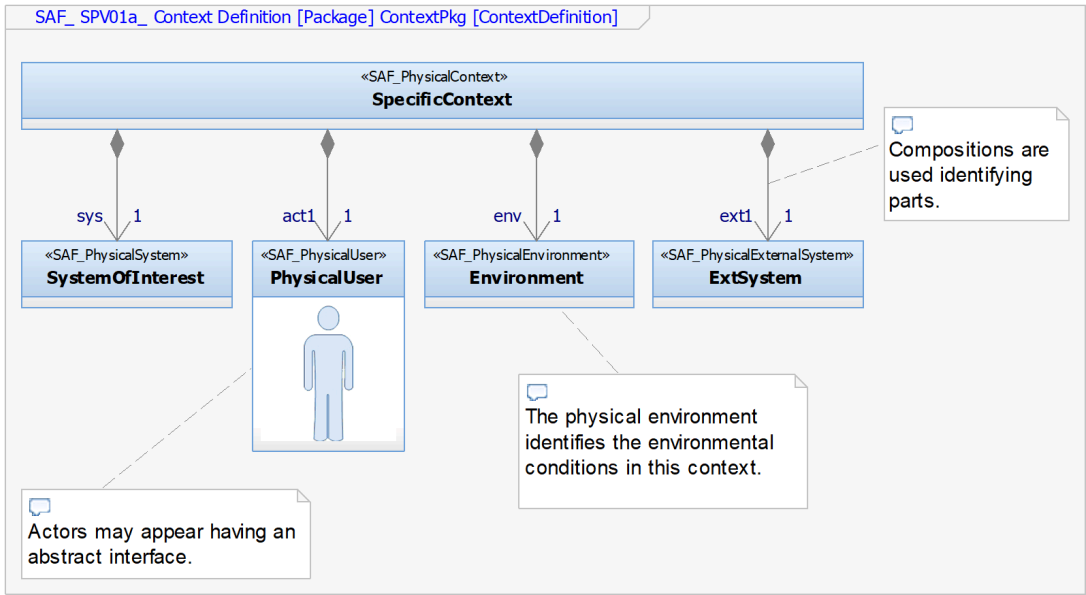 SAF_ SPV01a_ Context Definition [Package] ContextPkg [ContextDefinition]
«SAF_PhysicalContext»
SpecificContext
Compositions are
used identifying
parts.
sys 1
act1 1
env 1
ext1 1
«SAF_PhysicalSystem»
SystemOfInterest
«SAF_PhysicalUser»
PhysicalUser
«SAF_PhysicalEnvironment»
Environment
«SAF_PhysicalExternalSystem»
ExtSystem
The physical environment
identifies the environmental
conditions in this context.
Actors may appear having an
abstract interface.